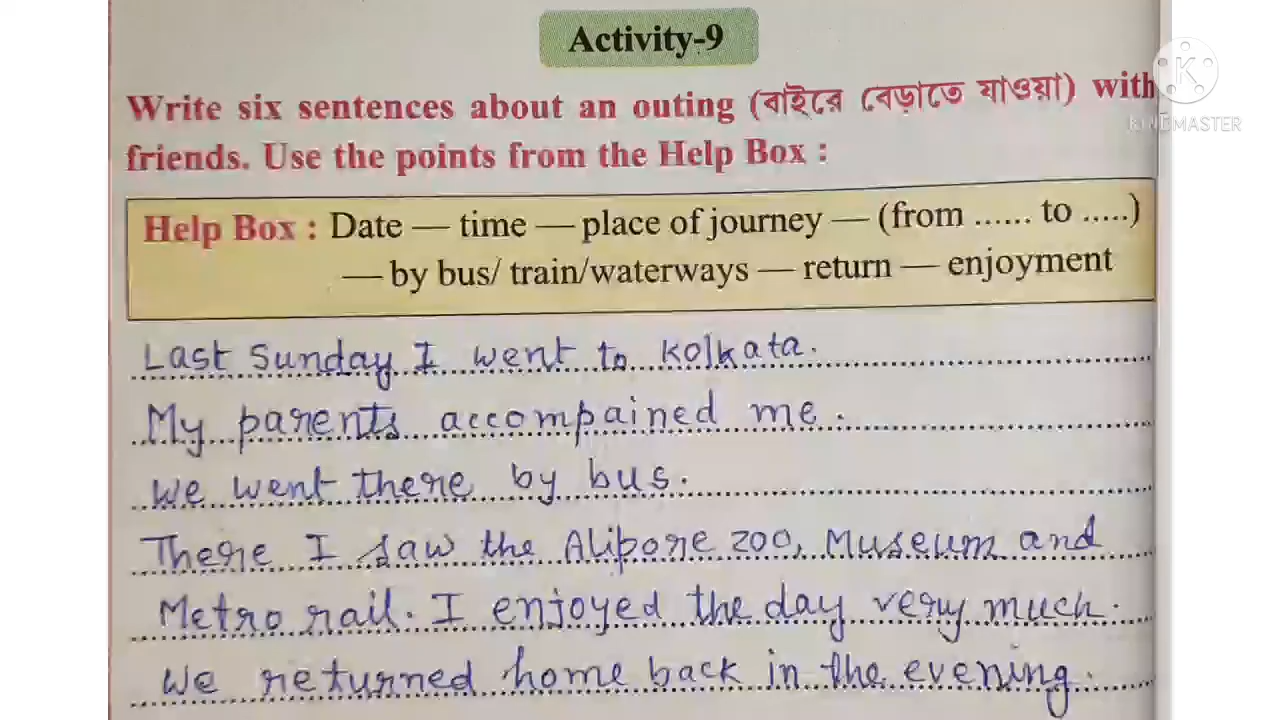 Activity-9
Write six sentences about an outing (বাইরে বেড়াতে যাওয়া) with
friends. Use the points from the Help Box :
Help Box : Date — time — place of journey — (from ...... to .....)
— by bus/ train/waterways — return — enjoyment
Last Sunday I went to Kolkata.
My parents accompained me.
We went there by bus.
There I saw the Alipore zoo, Museum and
Metro rail. I enjoyed the day very much.
We returned home back in the evening.
K
KINEMASTER